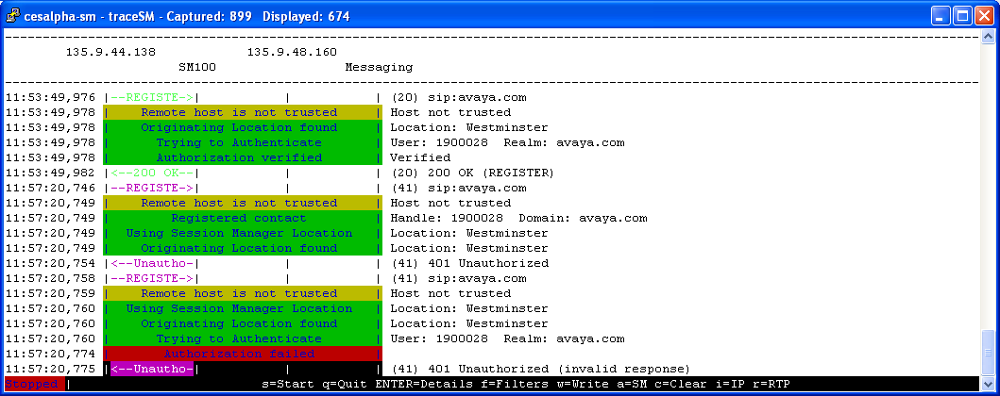 cesalpha-sm - traceSM - Captured: 899 Displayed: 674
135.9.44.138 135.9.48.160
SM100 Messaging
11:53:49,976 |--REGISTE->| | | (20) sip:avaya.com
11:53:49,978 | Remote host is not trusted | Host not trusted
11:53:49,978 | Originating Location found | Location: Westminster
11:53:49,978 | Trying to Authenticate | User: 1900028 Realm: avaya.com
11:53:49,978 | Authorization verified | Verified
11:53:49,982 |<--200 OK--| | | (20) 200 OK (REGISTER)
11:57:20,746 |--REGISTE->| | | (41) sip:avaya.com
11:57:20,749 | Remote host is not trusted | Host not trusted
11:57:20,749 | Registered contact | Handle: 1900028 Domain: avaya.com
11:57:20,749 | Using Session Manager Location | Location: Westminster
11:57:20,749 | Originating Location found | Location: Westminster
11:57:20,754 |<--Unautho-| | | (41) 401 Unauthorized
11:57:20,758 |--REGISTE->| | | (41) sip:avaya.com
11:57:20,759 | Remote host is not trusted | Host not trusted
11:57:20,760 | Using Session Manager Location | Location: Westminster
11:57:20,760 | Originating Location found | Location: Westminster
11:57:20,760 | Trying to Authenticate | User: 1900028 Realm: avaya.com
11:57:20,774 | Authorization failed |
11:57:20,775 |<--Unautho-| | | (41) 401 Unauthorized (invalid response)
Stopped | s=Start q=Quit ENTER=Details f=Filters w=Write a=SM c=Clear i=IP r=RTP